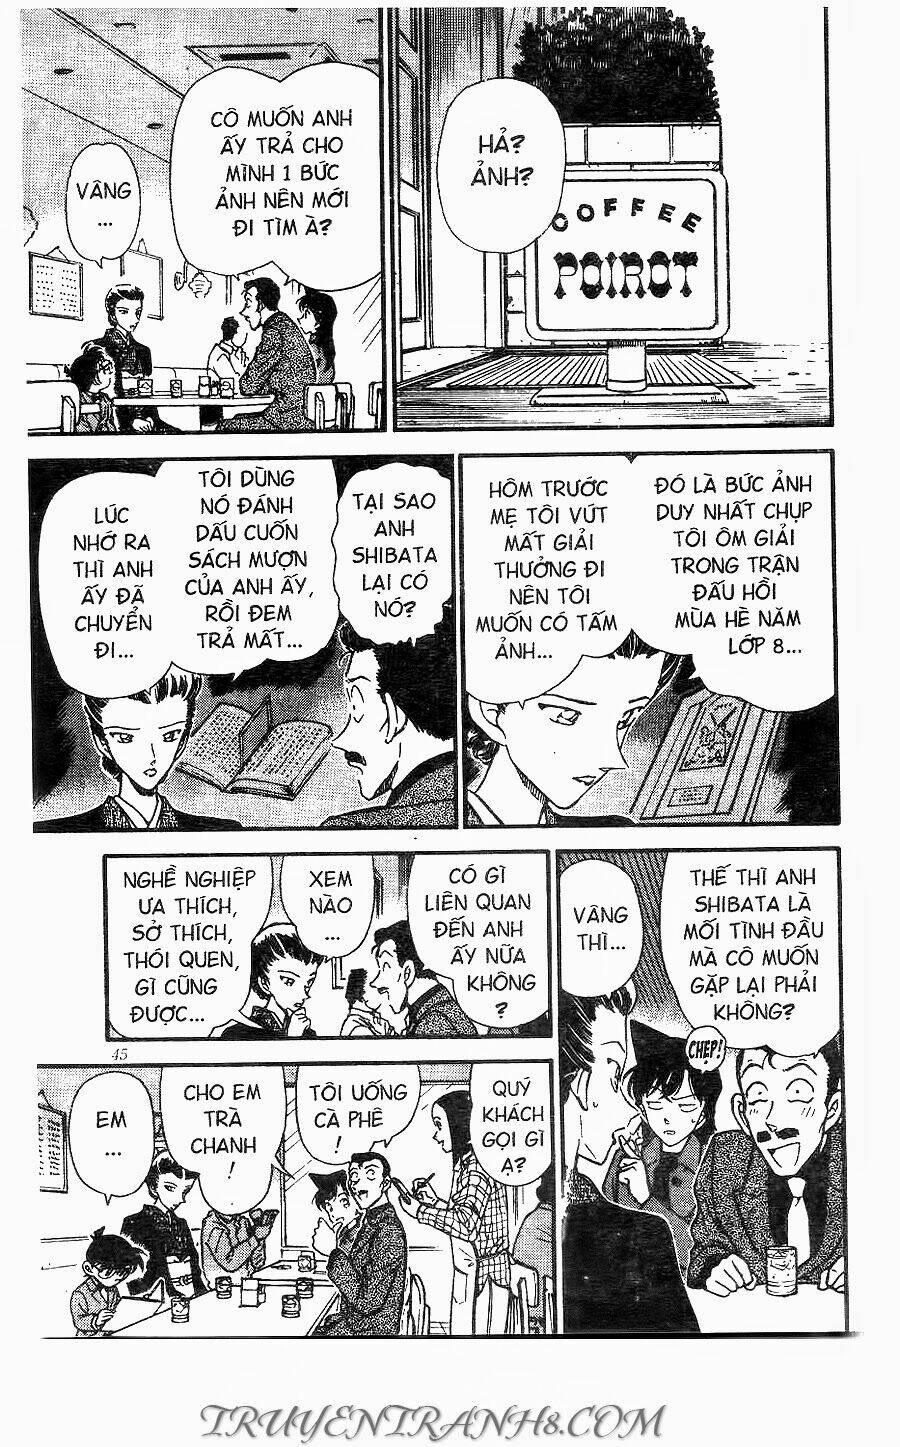 HẢ?
ẢNH?
COFFEE
POIROT
CÔ MUỐN ANH
ẤY TRẢ CHO
MÌNH 1 BỨC
ẢNH NÊN MỚI
ĐI TÌM À?
VÂNG
...
ĐÓ LÀ BỨC ẢNH
DUY NHẤT CHỤP
TÔI ÔM GIẢI
TRONG TRẬN
ĐẤU HỒI
MÙA HÈ NĂM
LỚP 8...
HÔM TRƯỚC
MẸ TÔI VỨT
MẤT GIẢI
THƯỞNG ĐI
NÊN TÔI
MUỐN CÓ TẤM
ẢNH...
TẠI SAO
ANH
SHIBATA
LẠI CÓ
NÓ?
TÔI DÙNG
NÓ ĐÁNH
DẤU CUỐN
SÁCH MƯỢN
CỦA ANH ẤY,
RỒI ĐEM
TRẢ MẤT...
LÚC
NHỚ RA
THÌ ANH
ẤY ĐÃ
CHUYỂN
ĐI...
THẾ THÌ ANH
SHIBATA LÀ
MỐI TÌNH ĐẦU
MÀ CÔ MUỐN
GẶP LẠI PHẢI
KHÔNG?
VÂNG
THÌ...
CHẸP!
CÓ GÌ
LIÊN QUAN
ĐẾN ANH
ẤY NỮA
KHÔNG
?
XEM
NÀO
...
NGHỀ NGHIỆP
ƯA THÍCH,
SỞ THÍCH,
THÓI QUEN,
GÌ CŨNG
ĐƯỢC...
45
QUÝ
KHÁCH
GỌI GÌ
Ạ?
TÔI UỐNG
CÀ PHÊ
!
CHO EM
TRÀ
CHANH
!
EM
...
TRUYENTRANH8.COM